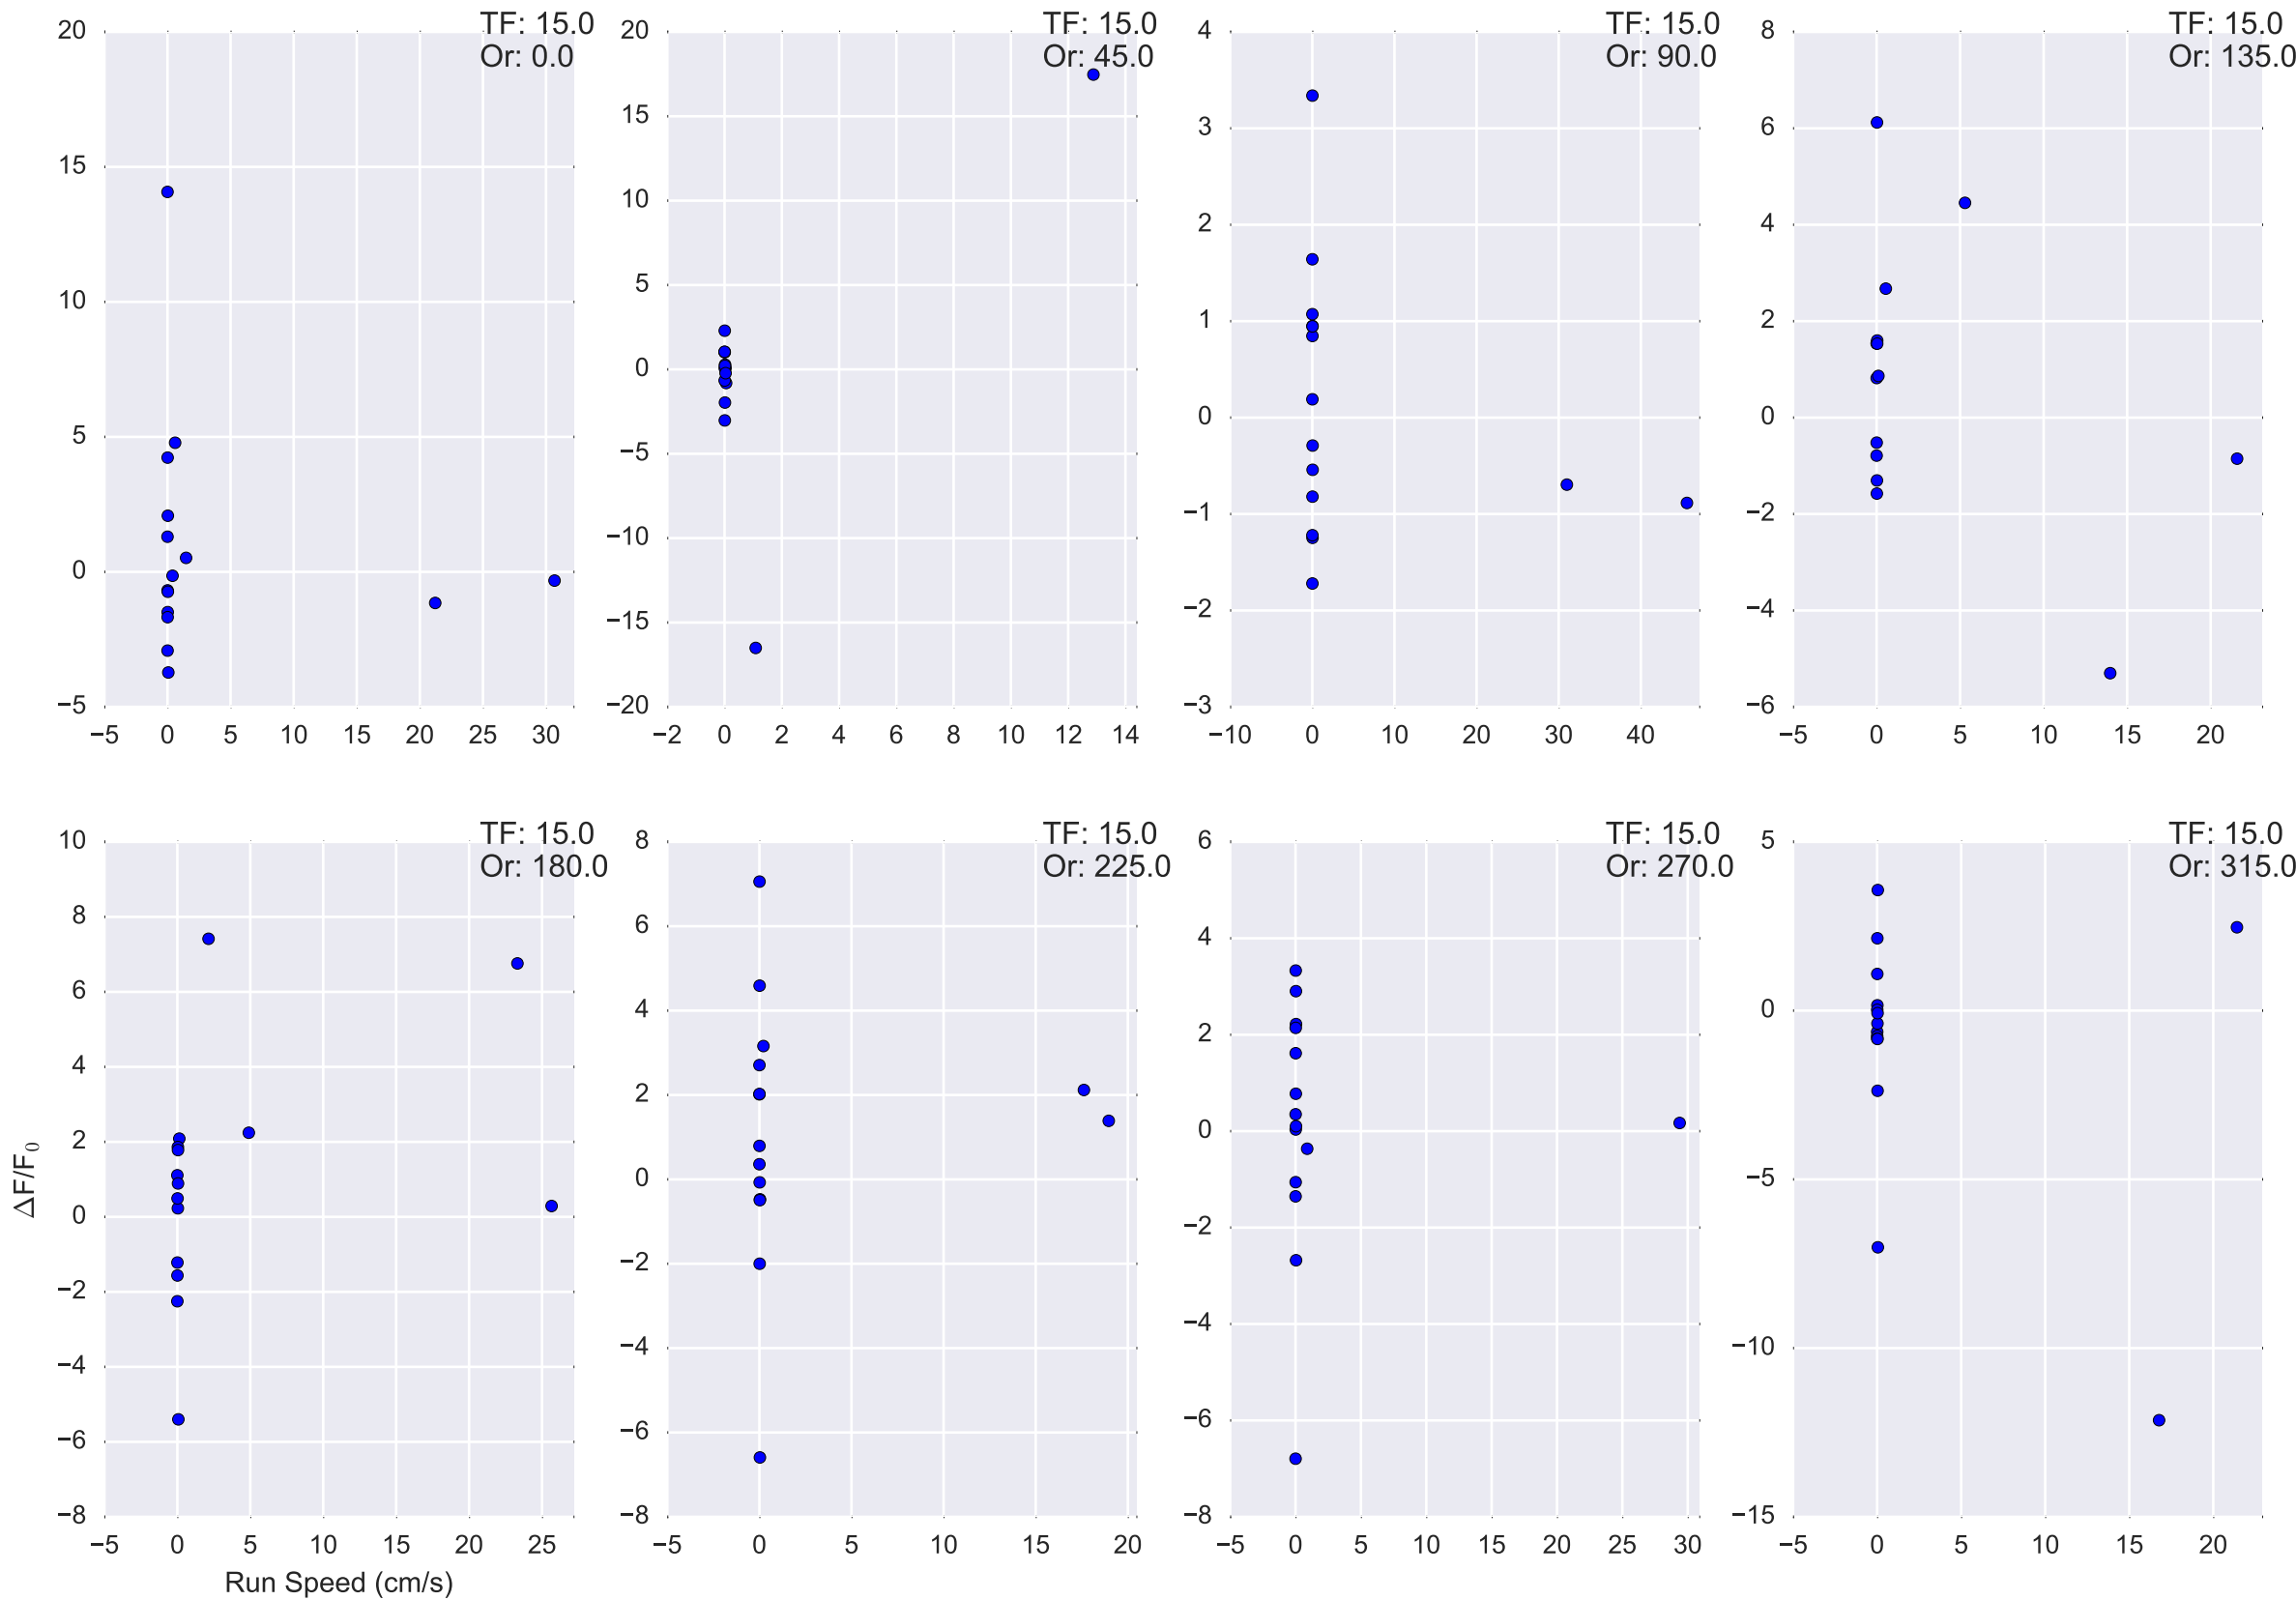 TF: 15.0
Or: 0.0
20
15
10
5
0
−5
−5 0 5 10 15 20 25 30
TF: 15.0
Or: 45.0
20
15
10
5
0
−5
−10
−15
−20
−2 0 2 4 6 8 10 12 14
TF: 15.0
Or: 90.0
4
3
2
1
0
−1
−2
−3
−10 0 10 20 30 40
TF: 15.0
Or: 135.0
8
6
4
2
0
−2
−4
−6
−5 0 5 10 15 20
TF: 15.0
Or: 180.0
10
8
6
4
2
0
−2
−4
−6
−8
ΔF/F₀
−5 0 5 10 15 20 25
Run Speed (cm/s)
TF: 15.0
Or: 225.0
8
6
4
2
0
−2
−4
−6
−8
−5 0 5 10 15 20
TF: 15.0
Or: 270.0
6
4
2
0
−2
−4
−6
−8
−5 0 5 10 15 20 25 30
TF: 15.0
Or: 315.0
5
0
−5
−10
−15
−5 0 5 10 15 20